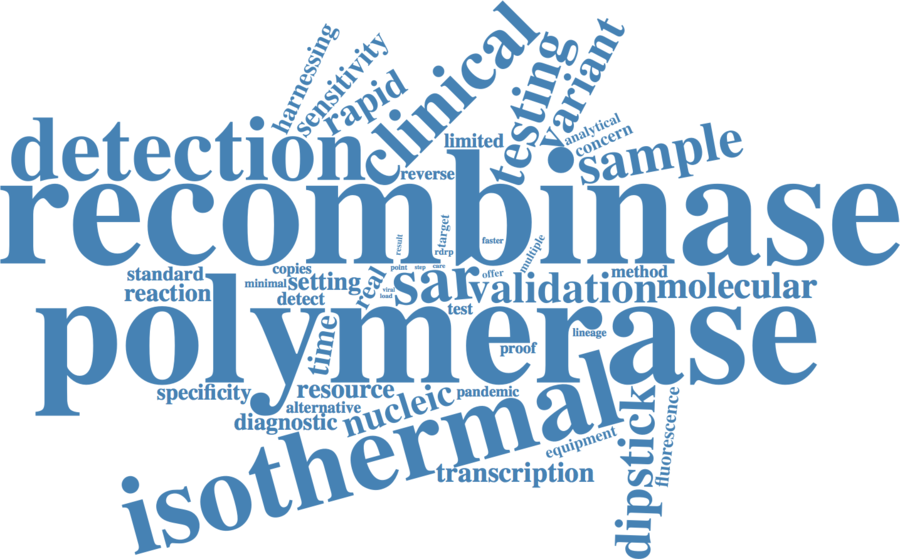 harnessing
sensitivity
rapid
clinical
testing
variant
analytical
concern
sample
detection
limited
reverse
recombinase
target
result
rdrp
faster
multiple
point
step
care
standard
copies
minimal
setting
reaction
detect
real
viral
load
sar
offer
validation
method
molecular
test
polymerase
time
proof
lineage
specificity
resource
alternative
diagnostic
nucleic
pandemic
isothermal
equipment
transcription
dipstick
fluorescence